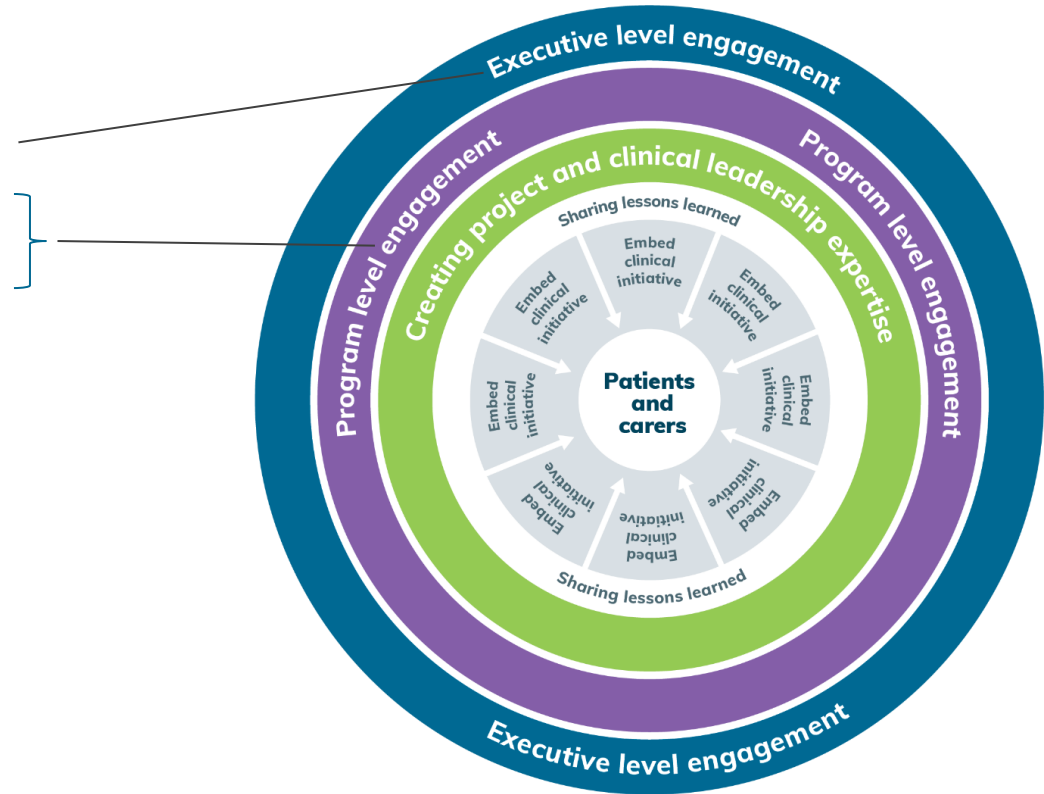 Executive level engagement
Program level engagement
Program level engagement
Creating project and clinical leadership expertise
Sharing lessons learned
Embed
clinical
initiative
Embed
clinical
initiative
Embed
clinical
initiative
Embed
clinical
initiative
Embed
clinical
initiative
Embed
clinical
initiative
Embed
clinical
initiative
Embed
clinical
initiative
Patients
and
carers
Sharing lessons learned
Executive level engagement